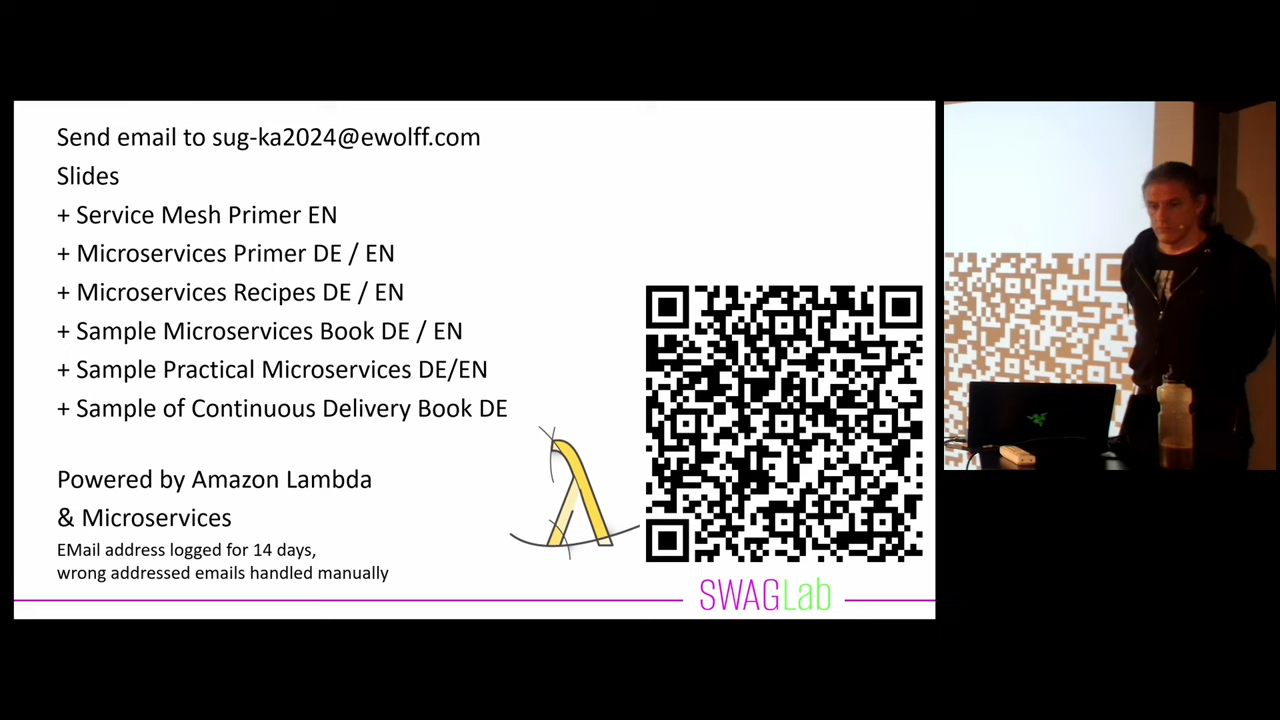 Send email to sug-ka2024@ewolff.com
Slides
+ Service Mesh Primer EN
+ Microservices Primer DE / EN
+ Microservices Recipes DE / EN
+ Sample Microservices Book DE / EN
+ Sample Practical Microservices DE/EN
+ Sample of Continuous Delivery Book DE
Powered by Amazon Lambda
& Microservices
EMail address logged for 14 days,
wrong addressed emails handled manually
SWAGLab